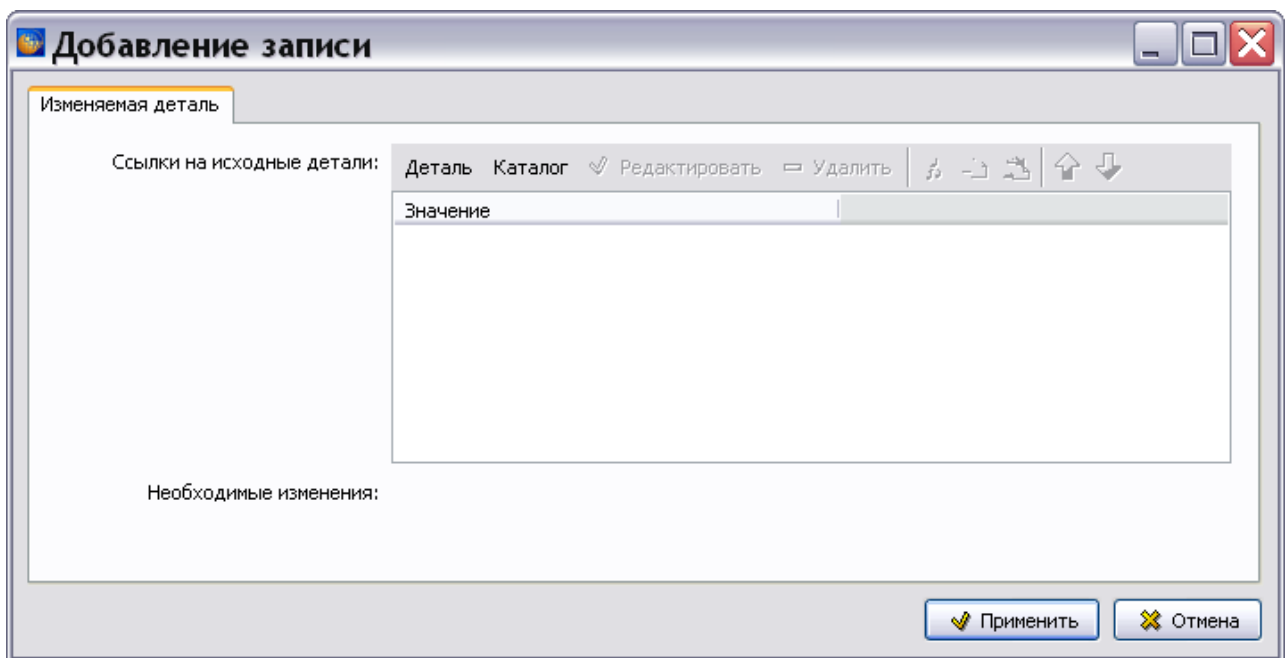 Добавление записи
Изменяемая деталь
Ссылки на исходные детали: Деталь Каталог Редактировать Удалить
Значение
Необходимые изменения:
Применить Отмена